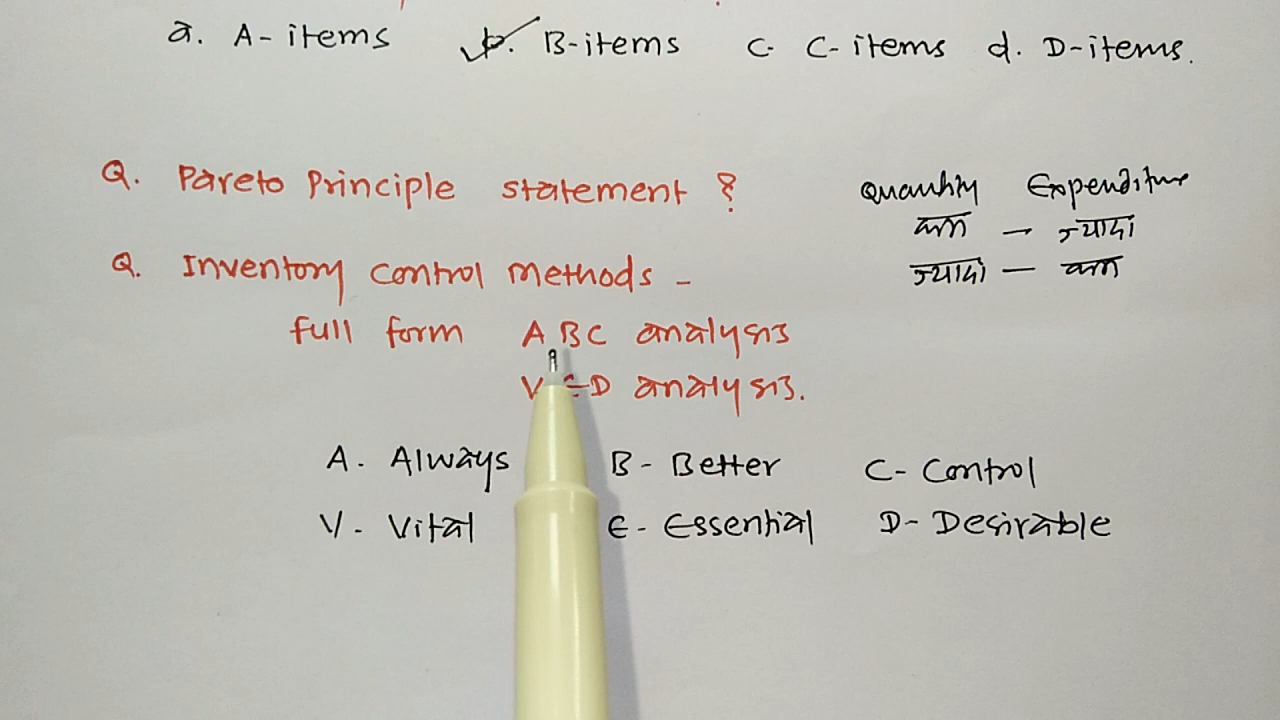 a. A-items b. B-items c- C-items d. D-items.
Q. Pareto Principle statement ?
Quantity Expenditure
कम - ज्यादा
ज्यादा - कम
Q. Inventory control methods -
full form ABC analysis
VED analysis.
A. Always B- Better C- Control
V. Vital E- Essential D- Desirable